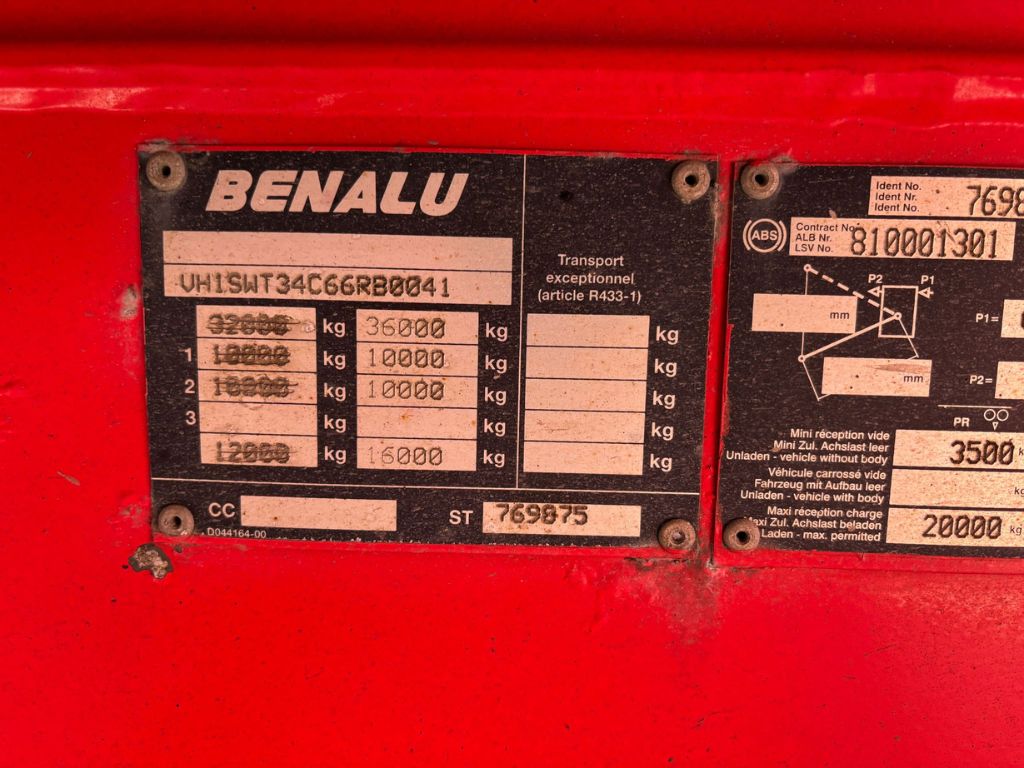 BENALU
VH1SWT34C66RB0041
32000 kg 36000 kg
1 10000 kg 10000 kg
2 10000 kg 10000 kg
3 kg kg
12000 kg 16000 kg
CC
ST 769875
D044164-00
Transport
exceptionnel
(article R433-1)
kg
kg
kg
kg
kg
ABS
Ident No.
Ident Nr.
Ident No.
Contract No
ALB Nr.
LSV No.
810001301
P2 P1
mm
P1=
mm
P2=
PR
Mini réception vide
Mini Zul. Achslast leer
Unladen - vehicle without body
3500
Véhicule carrossé vide
Fahrzeug mit Aufbau leer
Unladen - vehicle with body
Maxi réception charge
Maxi Zul. Achslast beladen
Laden - max. permitted
20000 kg